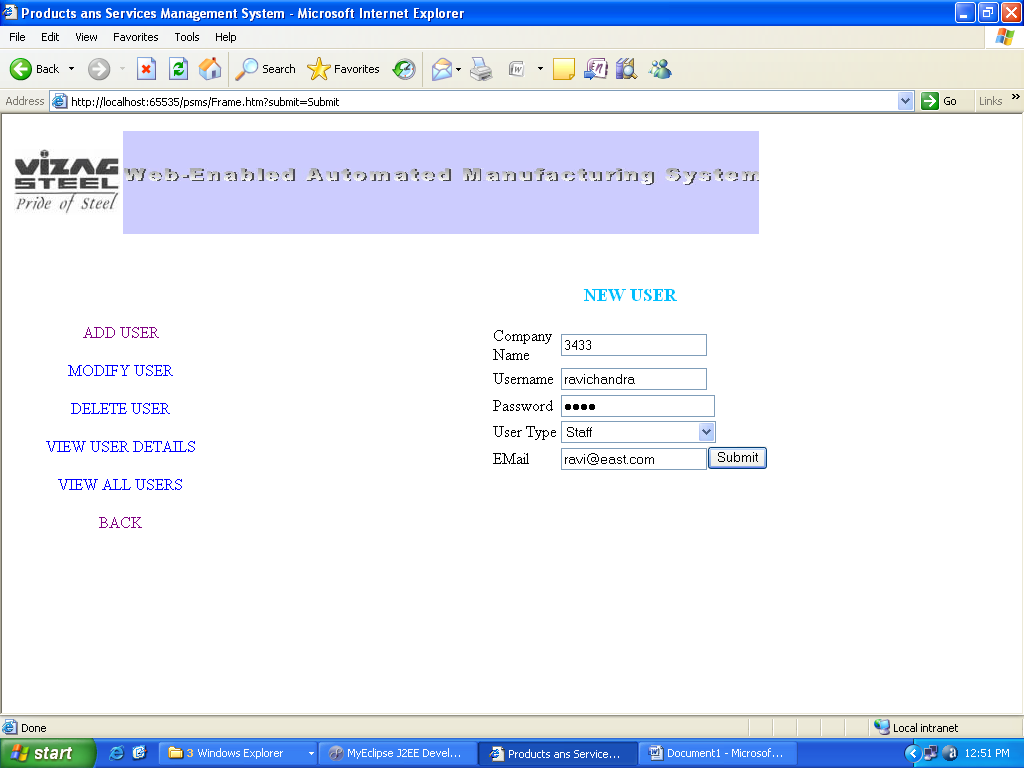 Products ans Services Management System - Microsoft Internet Explorer
File Edit View Favorites Tools Help
Back Search Favorites
Address http://localhost:65535/psms/Frame.htm?submit=Submit Go Links »
VIZAG
STEEL
Pride of Steel
Web-Enabled Automated Manufacturing System
NEW USER
ADD USER
MODIFY USER
DELETE USER
VIEW USER DETAILS
VIEW ALL USERS
BACK
Company
Name 3433
Username ravichandra
Password ●●●●
User Type Staff
EMail ravi@east.com Submit
Done Local intranet
start 3 Windows Explorer MyEclipse J2EE Devel... Products ans Service... Document1 - Microsof... 12:51 PM